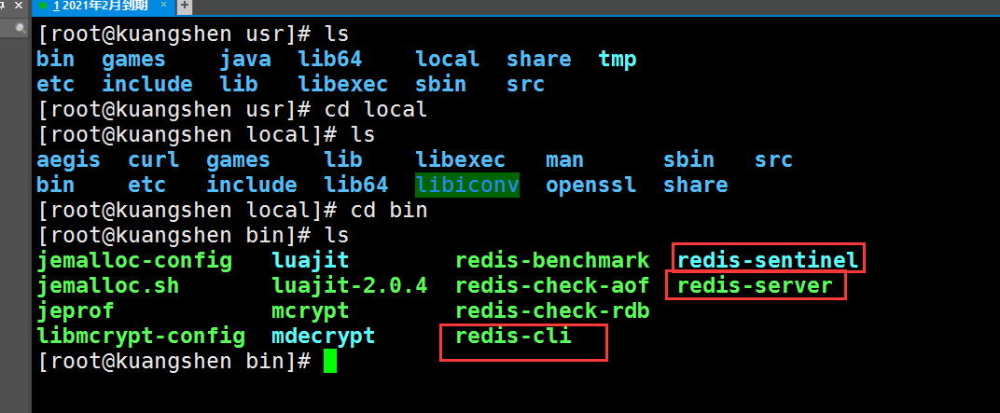 1 2021年2月到期 × +
[root@kuangshen usr]# ls
bin games java lib64 local share tmp
etc include lib libexec sbin src
[root@kuangshen usr]# cd local
[root@kuangshen local]# ls
aegis curl games lib libexec man sbin src
bin etc include lib64 libiconv openssl share
[root@kuangshen local]# cd bin
[root@kuangshen bin]# ls
jemalloc-config luajit redis-benchmark redis-sentinel
jemalloc.sh luajit-2.0.4 redis-check-aof redis-server
jeprof mcrypt redis-check-rdb
libmcrypt-config mdecrypt redis-cli
[root@kuangshen bin]#